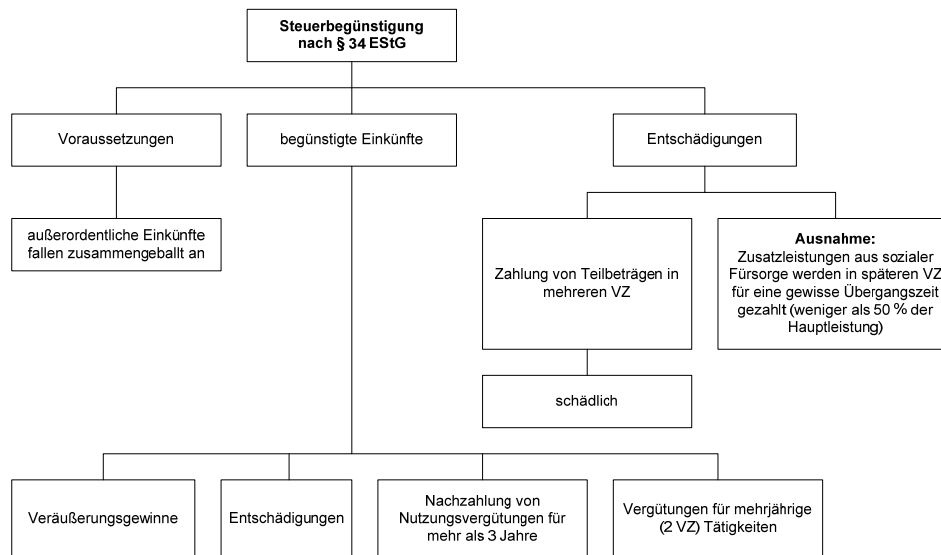 Steuerbegünstigung
nach § 34 EStG
Voraussetzungen
begünstigte Einkünfte
Entschädigungen
außerordentliche Einkünfte
fallen zusammengeballt an
Zahlung von Teilbeträgen in
mehreren VZ
Ausnahme:
Zusatzleistungen aus sozialer
Fürsorge werden in späteren VZ
für eine gewisse Übergangszeit
gezahlt (weniger als 50 % der
Hauptleistung)
schädlich
Veräußerungsgewinne
Entschädigungen
Nachzahlung von
Nutzungsvergütungen für
mehr als 3 Jahre
Vergütungen für mehrjährige
(2 VZ) Tätigkeiten